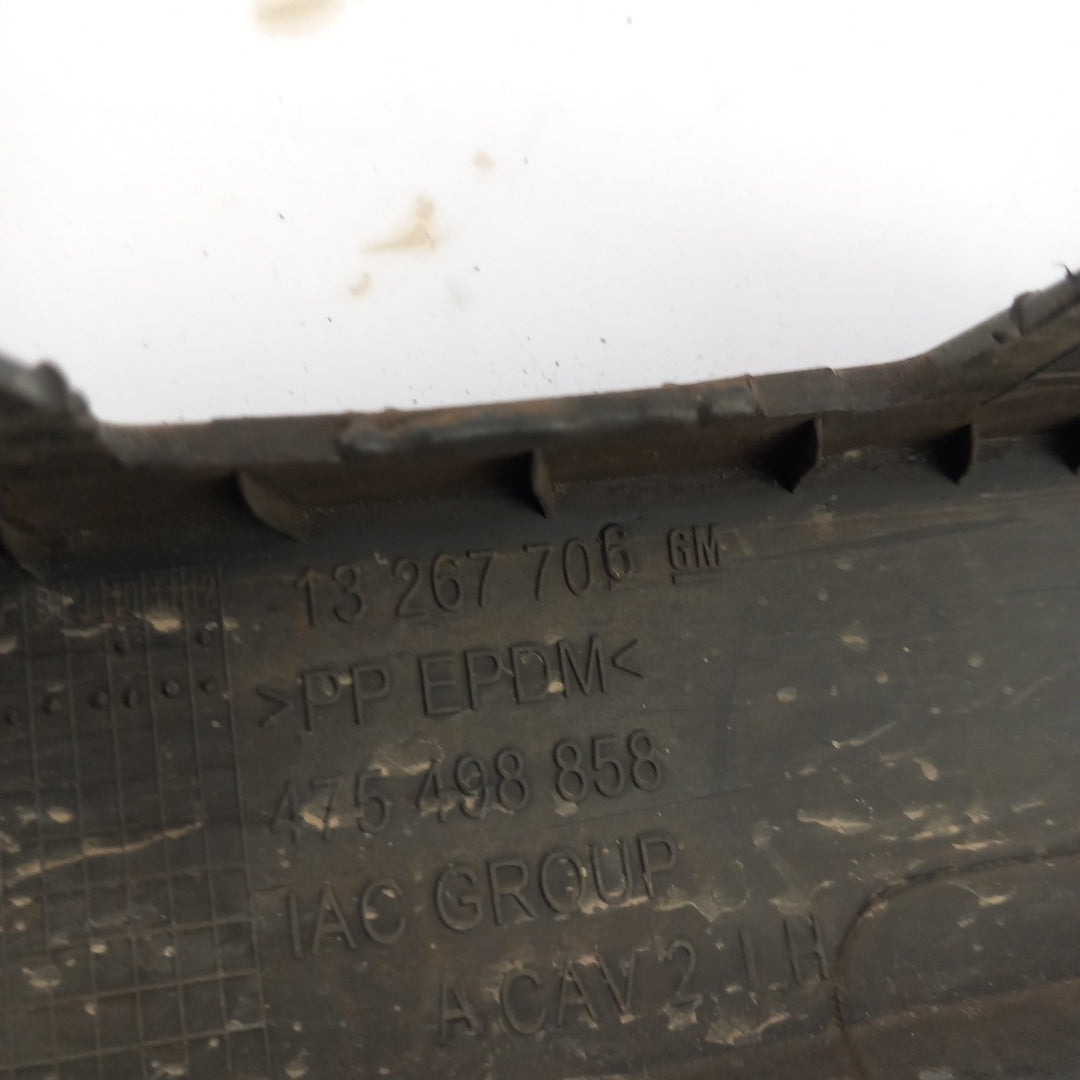 13 267 706 GM
>PP EPDM<
475 498 858
IAC GROUP
A CAV 2 LH